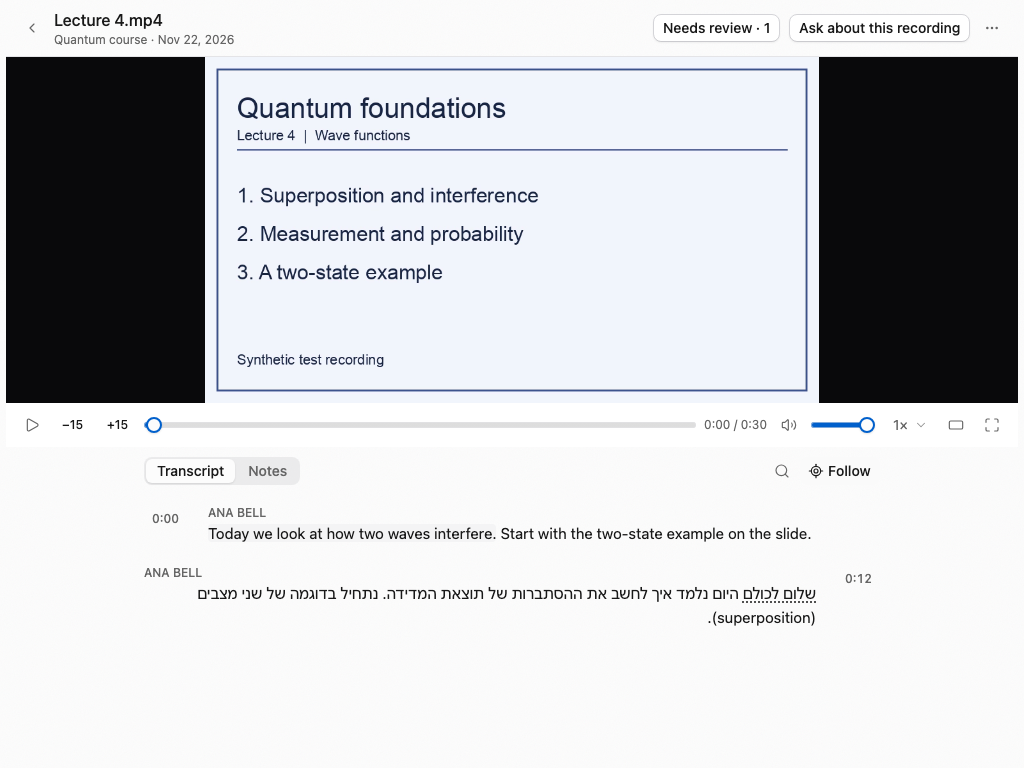 Lecture 4.mp4
Quantum course · Nov 22, 2026
Needs review · 1
Ask about this recording
Quantum foundations
Lecture 4 | Wave functions
1. Superposition and interference
2. Measurement and probability
3. A two-state example
Synthetic test recording
−15
+15
0:00 / 0:30
1×
Transcript
Notes
Follow
ANA BELL
0:00
Today we look at how two waves interfere. Start with the two-state example on the slide.
ANA BELL
0:12
שלום לכולם היום נלמד איך לחשב את ההסתברות של תוצאת המדידה. נתחיל בדוגמה של שני מצבים
(superposition).